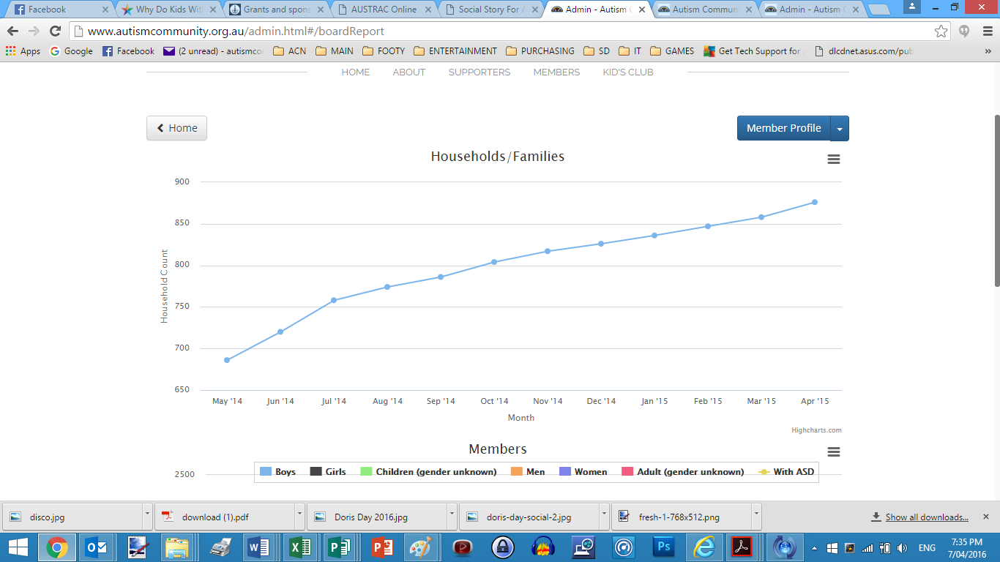 Facebook
Why Do Kids With
Grants and spons
AUSTRAC Online
Social Story For A
Admin - Autism C
Autism Communi
Admin - Autism C
www.autismcommunity.org.au/admin.html#/boardReport
Apps Google Facebook (2 unread) - autismco ACN MAIN FOOTY ENTERTAINMENT PURCHASING SD IT GAMES Get Tech Support for dlcdnet.asus.com/pub »
HOME ABOUT SUPPORTERS MEMBERS KID'S CLUB
Home
Member Profile
Households/Families
900
850
800
750
700
650
Household Count
May '14 Jun '14 Jul '14 Aug '14 Sep '14 Oct '14 Nov '14 Dec '14 Jan '15 Feb '15 Mar '15 Apr '15
Month
Highcharts.com
Members
2500
Boys Girls Children (gender unknown) Men Women Adult (gender unknown) With ASD
disco.jpg
download (1).pdf
Doris Day 2016.jpg
doris-day-social-2.jpg
fresh-1-768x512.png
Show all downloads...
ENG
7:35 PM
7/04/2016